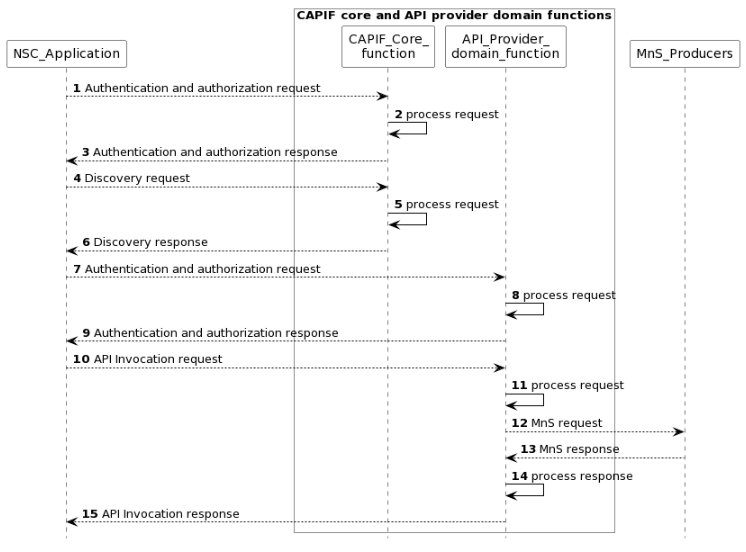 CAPIF core and API provider domain functions
NSC_Application
CAPIF_Core_
function
API_Provider_
domain_function
MnS_Producers
1 Authentication and authorization request
2 process request
3 Authentication and authorization response
4 Discovery request
5 process request
6 Discovery response
7 Authentication and authorization request
8 process request
9 Authentication and authorization response
10 API Invocation request
11 process request
12 MnS request
13 MnS response
14 process response
15 API Invocation response